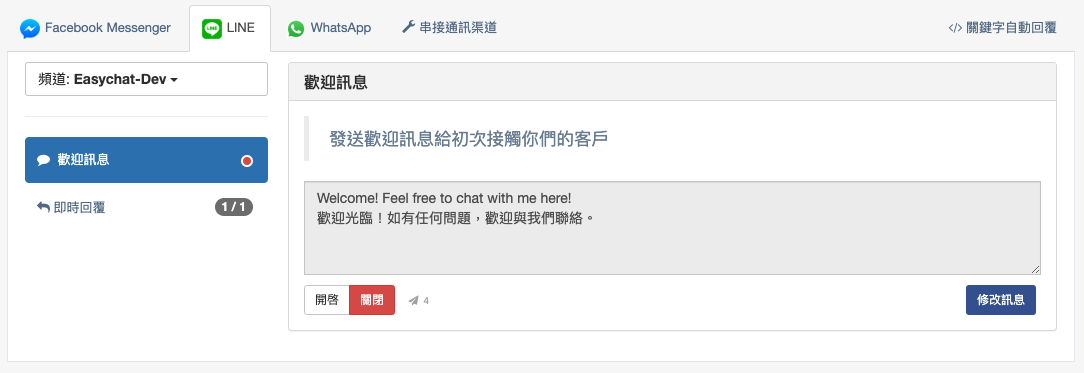 Facebook Messenger
LINE
WhatsApp
串接通訊渠道
</> 關鍵字自動回覆
頻道: Easychat-Dev
歡迎訊息
即時回覆
1 / 1
歡迎訊息
發送歡迎訊息給初次接觸你們的客戶
Welcome! Feel free to chat with me here!
歡迎光臨！如有任何問題，歡迎與我們聯絡。
開啓
關閉
4
修改訊息